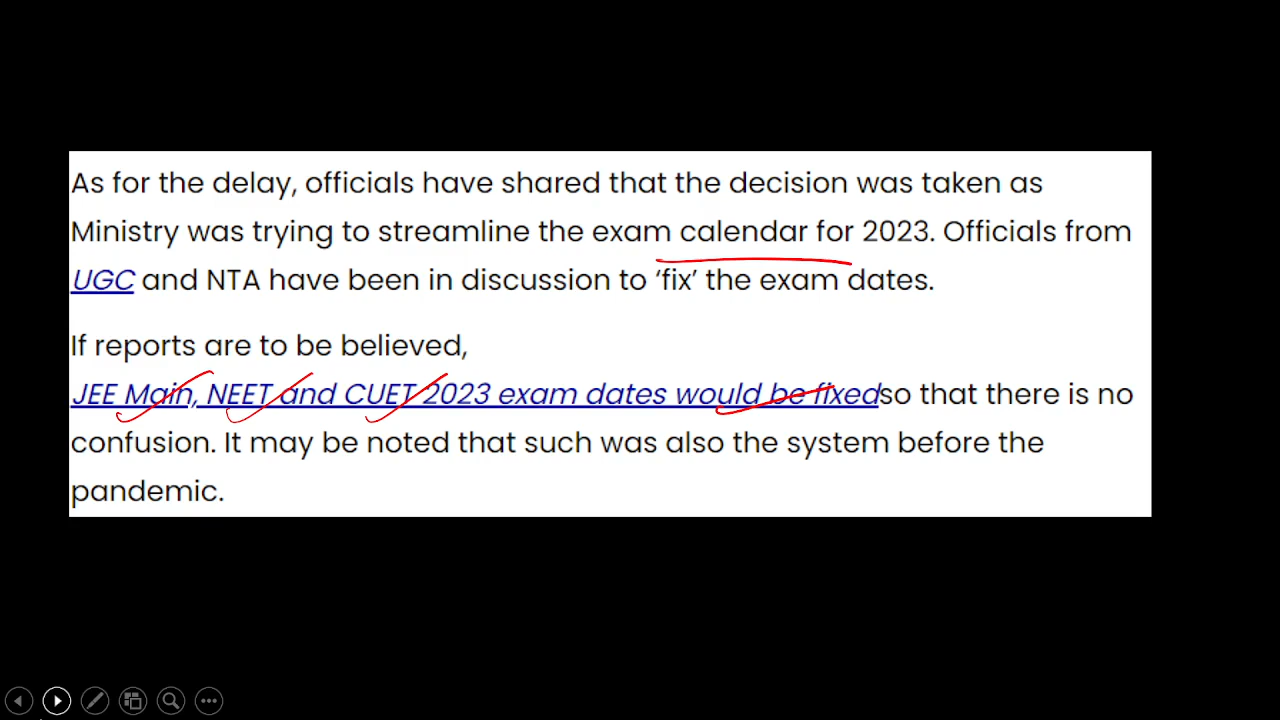 As for the delay, officials have shared that the decision was taken as
Ministry was trying to streamline the exam calendar for 2023. Officials from
UGC and NTA have been in discussion to ‘fix’ the exam dates.
If reports are to be believed,
JEE Main, NEET and CUET 2023 exam dates would be fixedso that there is no
confusion. It may be noted that such was also the system before the
pandemic.